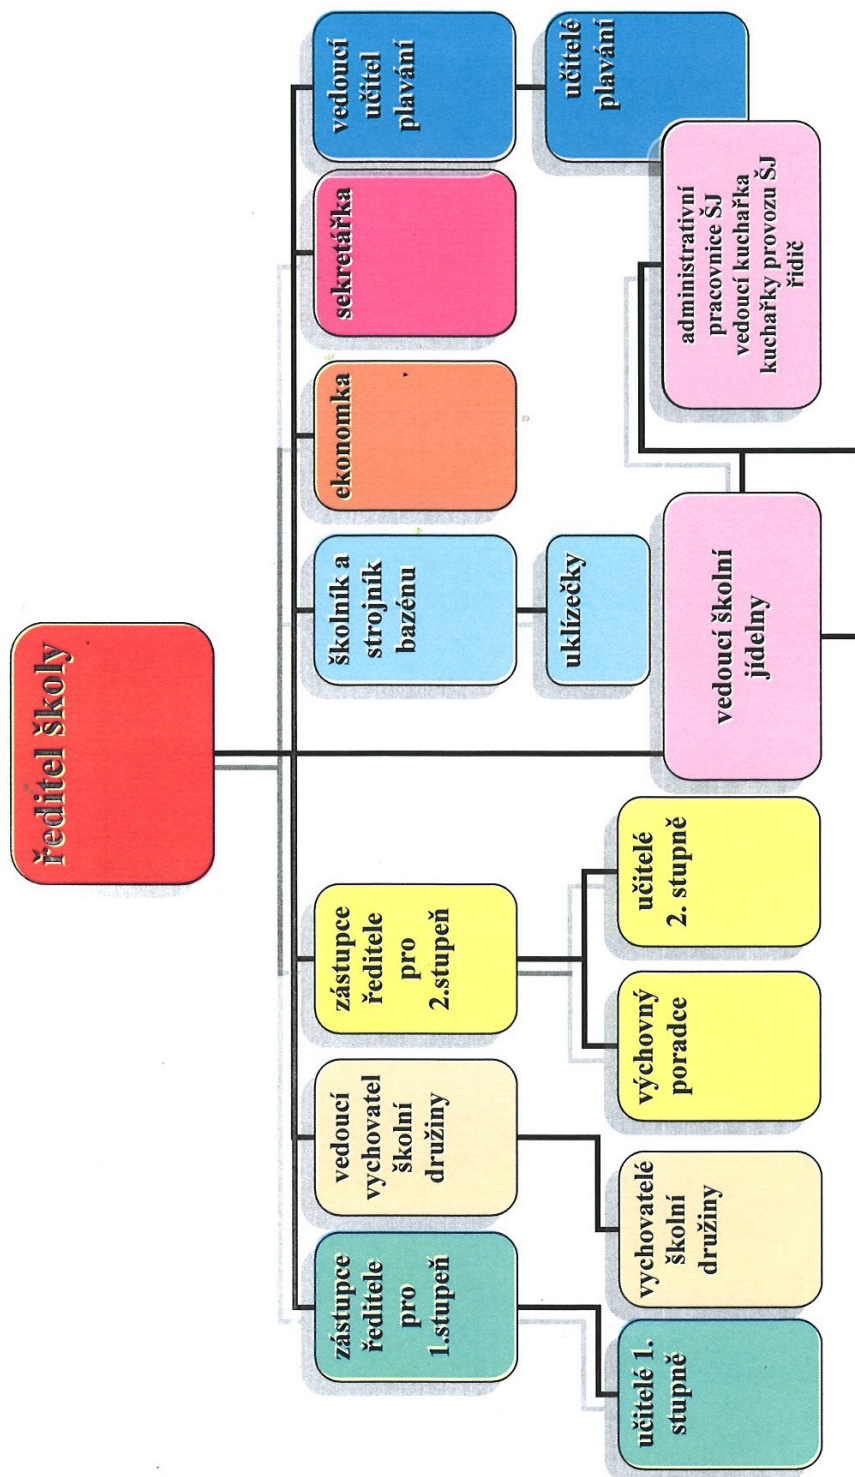 ředitel školy
zástupce
ředitele
pro
1.stupeň
vedoucí
vychovatel
školní
družiny
zástupce
ředitele
pro
2.stupeň
školník a
strojník
bazénu
ekonomka
sekretářka
vedoucí
učitel
plavání
uklízečky
učitelé
plavání
učitelé 1.
stupně
vychovatelé
školní
družiny
výchovný
poradce
učitelé
2. stupně
vedoucí školní
jídelny
administrativní
pracovnice ŠJ
vedoucí kuchařka
kuchařky provozu ŠJ
řidič